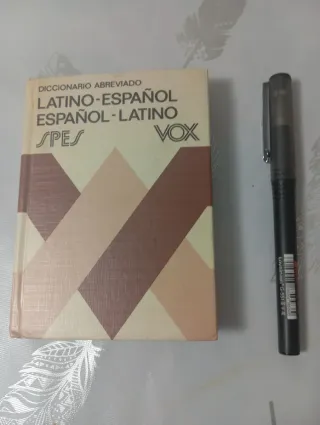 DICCIONARIO ABREVIADO
LATINO-ESPAÑOL
ESPAÑOL-LATINO
SPES VOX